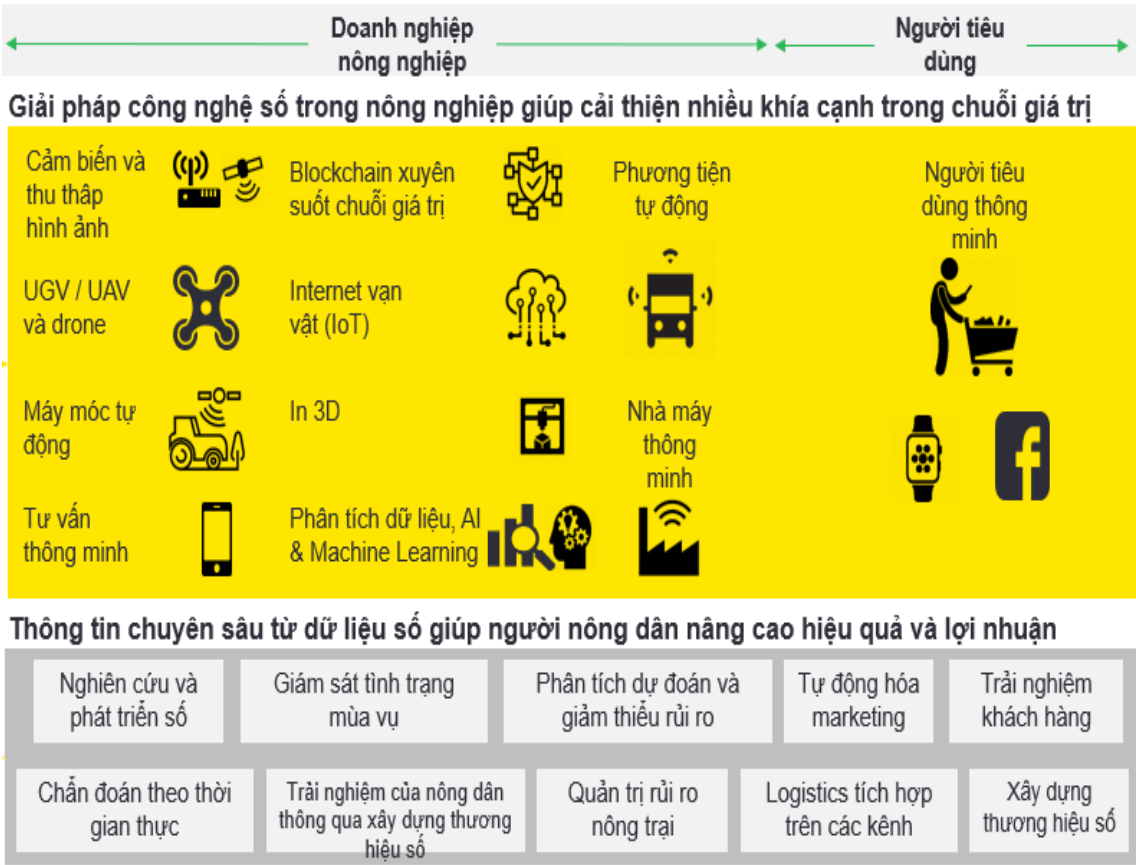 Doanh nghiệp
nông nghiệp
Người tiêu
dùng
Giải pháp công nghệ số trong nông nghiệp giúp cải thiện nhiều khía cạnh trong chuỗi giá trị
Cảm biến và
thu thâp
hình ảnh
Blockchain xuyên
suốt chuỗi giá trị
Phương tiện
tự động
Người tiêu
dùng thông
minh
UGV / UAV
và drone
Internet vạn
vật (IoT)
Máy móc tự
động
In 3D
Nhà máy
thông
minh
Tư vấn
thông minh
Phân tích dữ liệu, AI
& Machine Learning
Thông tin chuyên sâu từ dữ liệu số giúp người nông dân nâng cao hiệu quả và lợi nhuận
Nghiên cứu và
phát triển số
Giám sát tình trạng
mùa vụ
Phân tích dự đoán và
giảm thiểu rủi ro
Tự động hóa
marketing
Trải nghiệm
khách hàng
Chẩn đoán theo thời
gian thực
Trải nghiệm của nông dân
thông qua xây dựng thương
hiệu số
Quản trị rủi ro
nông trại
Logistics tích hợp
trên các kênh
Xây dựng
thương hiệu số